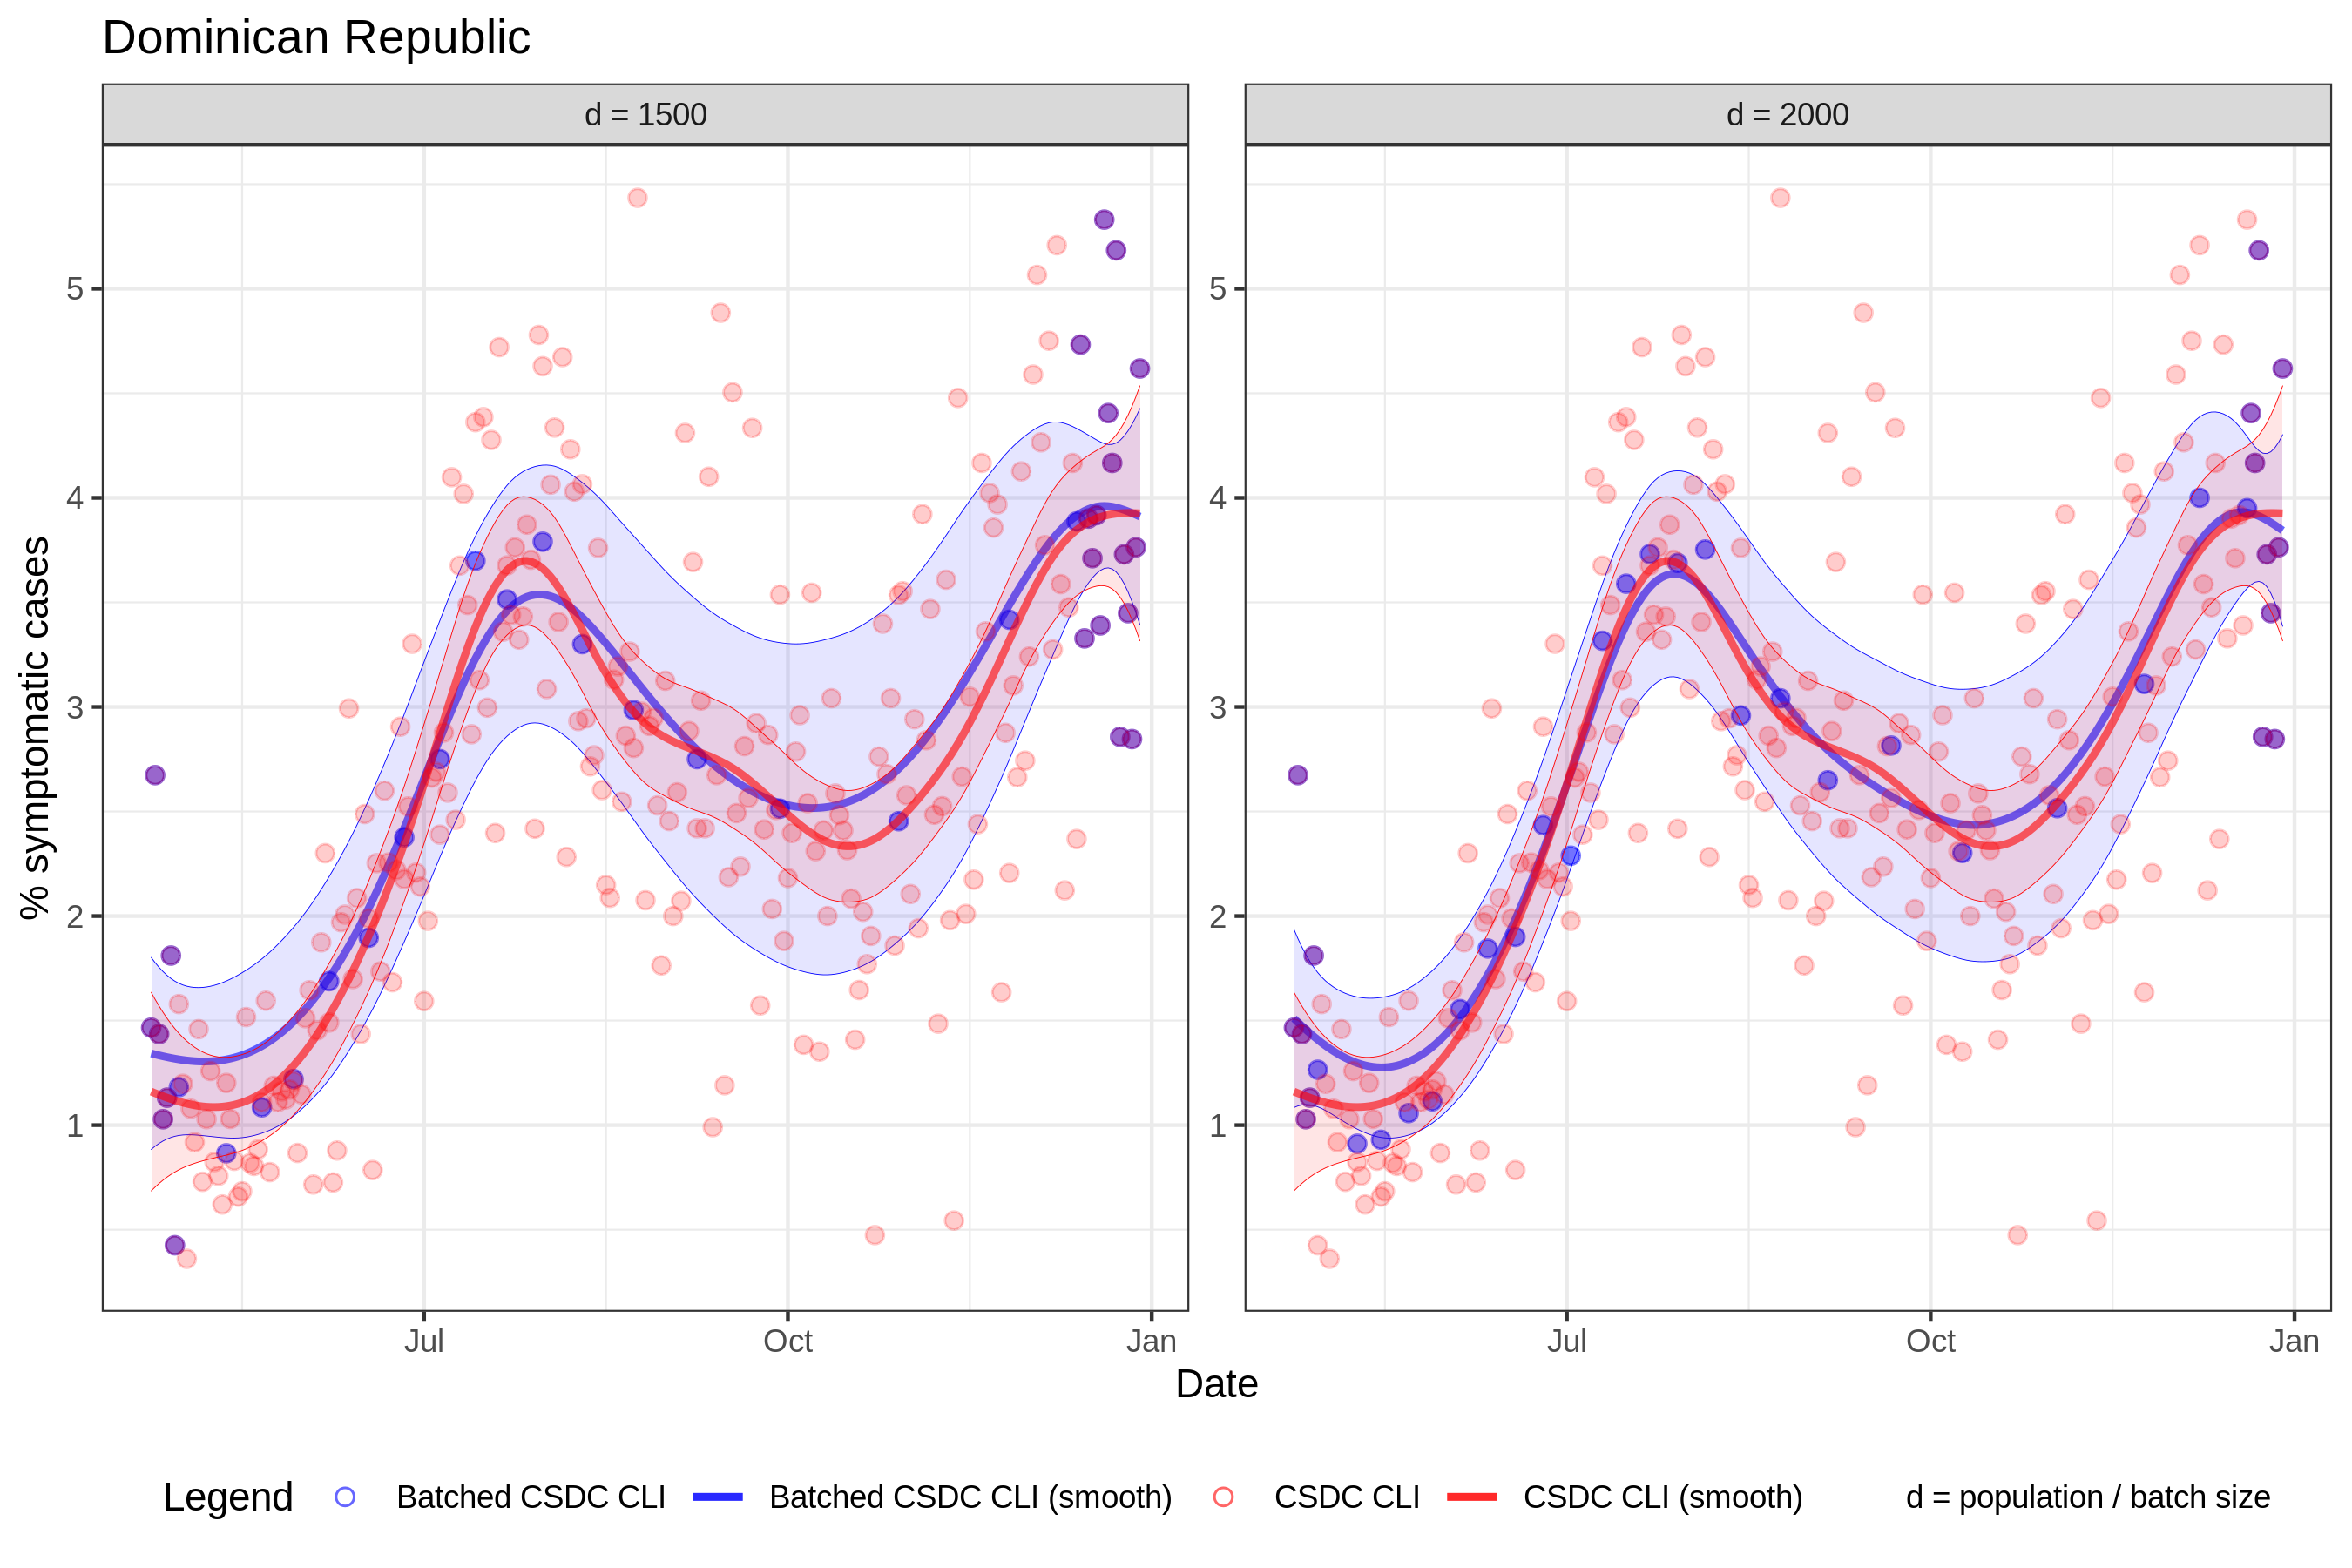 Dominican Republic
d = 1500
d = 2000
% symptomatic cases
5
4
3
2
1
5
4
3
2
1
Jul
Oct
Jan
Jul
Oct
Jan
Date
Legend
Batched CSDC CLI
Batched CSDC CLI (smooth)
CSDC CLI
CSDC CLI (smooth)
d = population / batch size